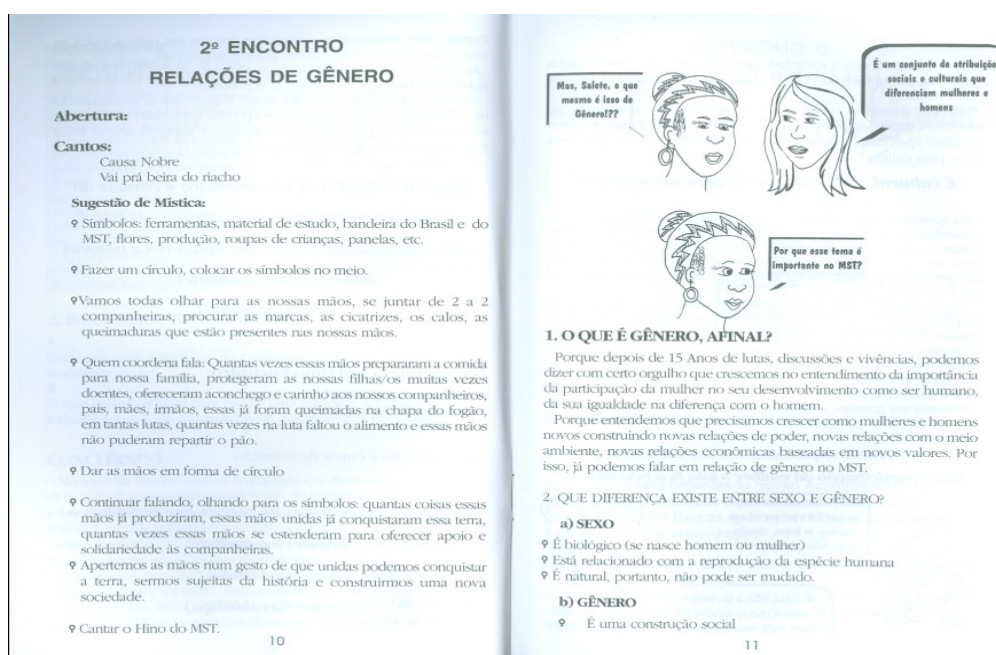 2º ENCONTRO
RELAÇÕES DE GÊNERO
Abertura:
Cantos:
Causa Nobre
Vai prá beira do riacho
Sugestão de Mística:
Símbolos: ferramentas, material de estudo, bandeira do Brasil e do
MST, flores, produção, roupas de crianças, panelas, etc.
Fazer um círculo, colocar os símbolos no meio.
Vamos todas olhar para as nossas mãos, se juntar de 2 a 2
companheiras, procurar as marcas, as cicatrizes, os calos, as
queimaduras que estão presentes nas nossas mãos.
Quem coordena fala: Quantas vezes essas mãos prepararam a comida
para nossa família, protegeram as nossas filhas/os muitas vezes
doentes, ofereceram aconchego e carinho aos nossos companheiros,
pais, mães, irmãos, essas já foram queimadas na chapa do fogão,
em tantas lutas, quantas vezes na luta faltou o alimento e essas mãos
não puderam repartir o pão.
Dar as mãos em forma de círculo
Continuar falando, olhando para os símbolos: quantas coisas essas
mãos já produziram, essas mãos unidas já conquistaram essa terra,
quantas vezes essas mãos se estenderam para oferecer apoio e
solidariedade às companheiras.
Apertemos as mãos num gesto de que unidas podemos conquistar
a terra, sermos sujeitas da história e construirmos uma nova
sociedade.
Cantar o Hino do MST.
10
Mas, Salete, o que
mesmo é isso de
Gênero!??
É um conjunto de atribuiçõe
sociais e culturais que
diferenciam mulheres e
homens
Por que esse tema é
importante no MST?
1. O QUE É GÊNERO, AFINAL?
Porque depois de 15 Anos de lutas, discussões e vivências, podemos
dizer com certo orgulho que crescemos no entendimento da importância
da participação da mulher no seu desenvolvimento como ser humano,
da sua igualdade na diferença com o homem.
Porque entendemos que precisamos crescer como mulheres e homens
novos construindo novas relações de poder, novas relações com o meio
ambiente, novas relações econômicas baseadas em novos valores. Por
isso, já podemos falar em relação de gênero no MST.
2. QUE DIFERENÇA EXISTE ENTRE SEXO E GÊNERO?
a) SEXO
É biológico (se nasce homem ou mulher)
Está relacionado com a reprodução da espécie humana
É natural, portanto, não pode ser mudado.
b) GÊNERO
É uma construção social
11